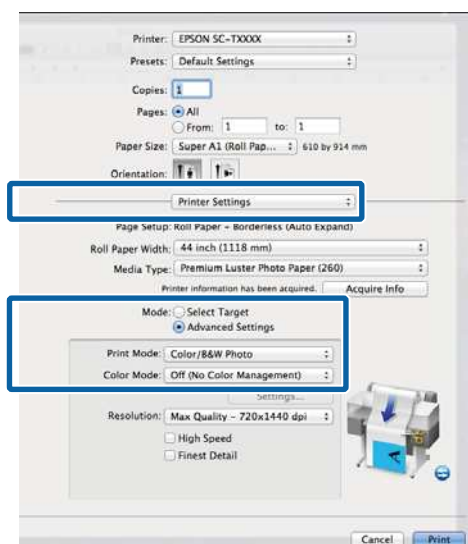 Printer: EPSON SC-TXXXX
Presets: Default Settings
Copies: 1
Pages: All
From: 1 to: 1
Paper Size: Super A1 (Roll Pap... 610 by 914 mm
Orientation:
Printer Settings
Page Setup: Roll Paper - Borderless (Auto Expand)
Roll Paper Width: 44 inch (1118 mm)
Media Type: Premium Luster Photo Paper (260)
Printer information has been acquired. Acquire Info
Mode: Select Target
Advanced Settings
Print Mode: Color/B&W Photo
Color Mode: Off (No Color Management)
Settings...
Resolution: Max Quality - 720x1440 dpi
High Speed
Finest Detail
Cancel Print